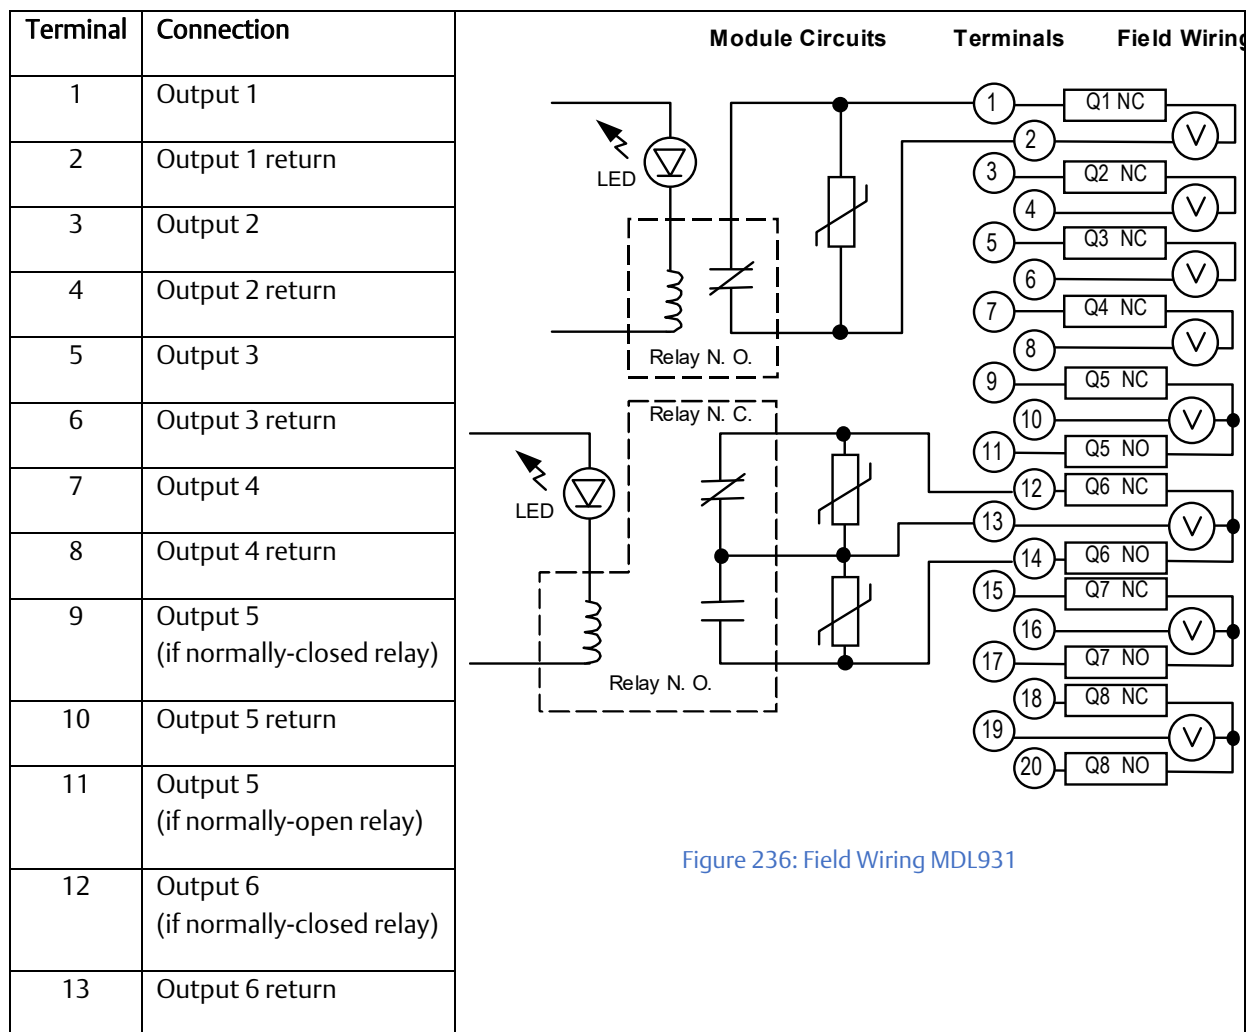 Terminal Connection
1 Output 1
2 Output 1 return
3 Output 2
4 Output 2 return
5 Output 3
6 Output 3 return
7 Output 4
8 Output 4 return
9 Output 5
(if normally-closed relay)
10 Output 5 return
11 Output 5
(if normally-open relay)
12 Output 6
(if normally-closed relay)
13 Output 6 return
Module Circuits Terminals Field Wiring
LED
Relay N. O.
Relay N. C.
LED
Relay N. O.
1 Q1 NC
2 V
3 Q2 NC
4 V
5 Q3 NC
6 V
7 Q4 NC
8 V
9 Q5 NC
10 V
11 Q5 NO
12 Q6 NC
13 V
14 Q6 NO
15 Q7 NC
16 V
17 Q7 NO
18 Q8 NC
19 V
20 Q8 NO
Figure 236: Field Wiring MDL931